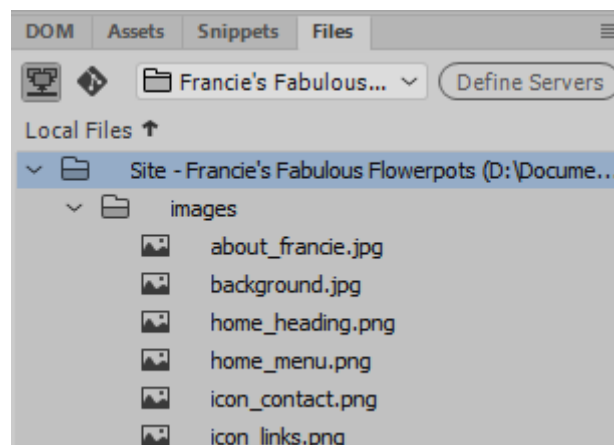 DOM Assets Snippets Files
Francie's Fabulous... Define Servers
Local Files
Site - Francie's Fabulous Flowerpots (D:\Docume...
images
about_francie.jpg
background.jpg
home_heading.png
home_menu.png
icon_contact.png
icon_links.png